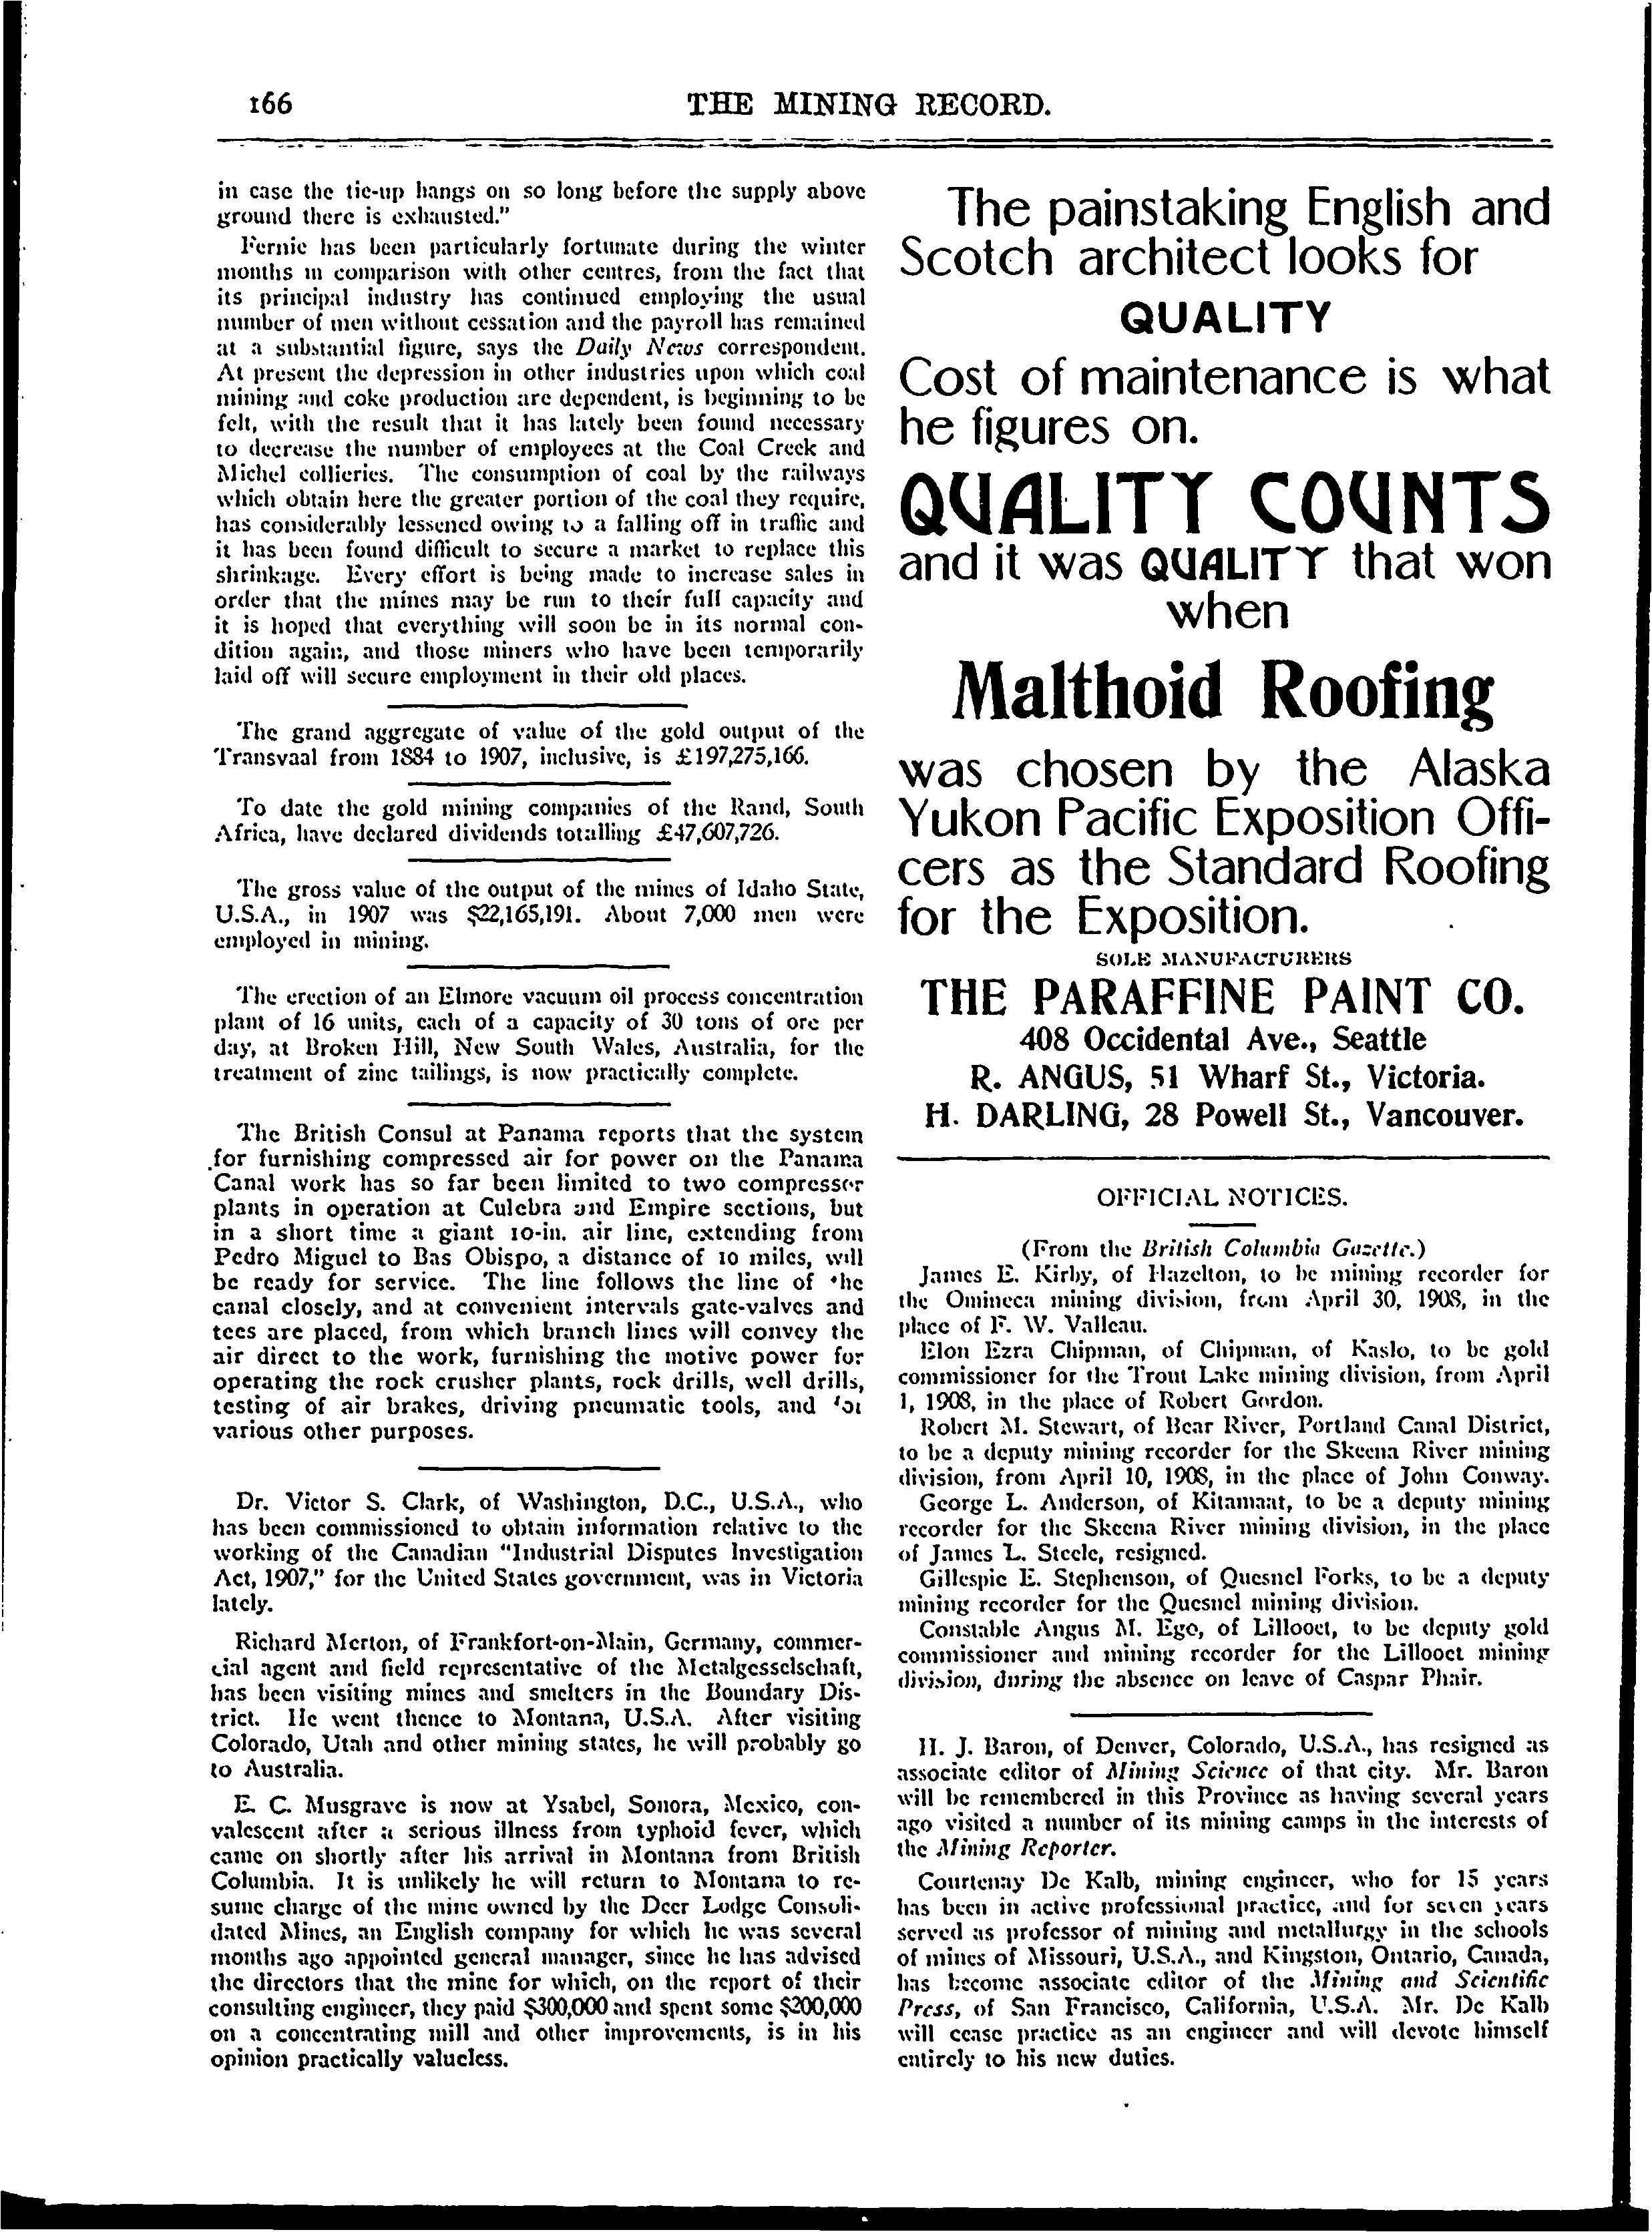 166
THE MINING RECORD.
in case the tie-up hangs on so long before the supply above
ground there is exhausted."
Fernie has been particularly fortunate during the winter
months in comparison with other centres, from the fact that
its principal industry has continued employing the usual
number of men without cessation and the payroll has remained
at a substantial figure, says the Daily News correspondent.
At present the depression in other industries upon which coal
mining and coke production are dependent, is beginning to be
felt, with the result that it has lately been found necessary
to decrease the number of employees at the Coal Creek and
Michel collieries. The consumption of coal by the railways
which obtain here the greater portion of the coal they require,
has considerably lessened owing to a falling off in traffic and
it has been found difficult to secure a market to replace this
shrinkage. Every effort is being made to increase sales in
order that the mines may be run to their full capacity and
it is hoped that everything will soon be in its normal con-
dition again, and those miners who have been temporarily
laid off will secure employment in their old places.
The grand aggregate of value of the gold output of the
Transvaal from 1884 to 1907, inclusive, is £197,275,166.
To date the gold mining companies of the Rand, South
Africa, have declared dividends totalling £47,607,726.
The gross value of the output of the mines of Idaho State,
U.S.A., in 1907 was $22,165,191. About 7,000 men were
employed in mining.
The erection of an Elmore vacuum oil process concentration
plant of 16 units, each of a capacity of 30 tons of ore per
day, at Broken Hill, New South Wales, Australia, for the
treatment of zinc tailings, is now practically complete.
The British Consul at Panama reports that the system
for furnishing compressed air for power on the Panama
Canal work has so far been limited to two compressor
plants in operation at Culebra and Empire sections, but
in a short time a giant 10-in. air line, extending from
Pedro Miguel to Bas Obispo, a distance of 10 miles, will
be ready for service. The line follows the line of the
canal closely, and at convenient intervals gate-valves and
tees are placed, from which branch lines will convey the
air direct to the work, furnishing the motive power for
operating the rock crusher plants, rock drills, well drills,
testing of air brakes, driving pneumatic tools, and for
various other purposes.
Dr. Victor S. Clark, of Washington, D.C., U.S.A., who
has been commissioned to obtain information relative to the
working of the Canadian "Industrial Disputes Investigation
Act, 1907," for the United States government, was in Victoria
lately.
Richard Merton, of Frankfort-on-Main, Germany, commer-
cial agent and field representative of the Metalgesselschaft,
has been visiting mines and smelters in the Boundary Dis-
trict. He went thence to Montana, U.S.A. After visiting
Colorado, Utah and other mining states, he will probably go
to Australia.
E. C. Musgrave is now at Ysabel, Sonora, Mexico, con-
valescent after a serious illness from typhoid fever, which
came on shortly after his arrival in Montana from British
Columbia. It is unlikely he will return to Montana to re-
sume charge of the mine owned by the Deer Lodge Consoli-
dated Mines, an English company for which he was several
months ago appointed general manager, since he has advised
the directors that the mine for which, on the report of their
consulting engineer, they paid $300,000 and spent some $200,000
on a concentrating mill and other improvements, is in his
opinion practically valueless.
The painstaking English and
Scotch architect looks for
QUALITY
Cost of maintenance is what
he figures on.
QUALITY COUNTS
and it was QUALITY that won
when
Malthoid Roofing
was chosen by the Alaska
Yukon Pacific Exposition Offi-
cers as the Standard Roofing
for the Exposition.
SOLE MANUFACTURERS
THE PARAFFINE PAINT CO.
408 Occidental Ave., Seattle
R. ANGUS, 51 Wharf St., Victoria.
H. DARLING, 28 Powell St., Vancouver.
OFFICIAL NOTICES.
(From the British Columbia Gazette.)
James E. Kirby, of Hazelton, to be mining recorder for
the Omineca mining division, from April 30, 1908, in the
place of F. W. Valleau.
Elon Ezra Chipman, of Chipman, of Kaslo, to be gold
commissioner for the Trout Lake mining division, from April
1, 1908, in the place of Robert Gordon.
Robert M. Stewart, of Bear River, Portland Canal District,
to be a deputy mining recorder for the Skeena River mining
division, from April 10, 1908, in the place of John Conway.
George L. Anderson, of Kitamaat, to be a deputy mining
recorder for the Skeena River mining division, in the place
of James L. Steele, resigned.
Gillespie E. Stephenson, of Quesnel Forks, to be a deputy
mining recorder for the Quesnel mining division.
Constable Angus M. Ego, of Lillooet, to be deputy gold
commissioner and mining recorder for the Lillooet mining
division, during the absence on leave of Caspar Phair.
H. J. Baron, of Denver, Colorado, U.S.A., has resigned as
associate editor of Mining Science of that city. Mr. Baron
will be remembered in this Province as having several years
ago visited a number of its mining camps in the interests of
the Mining Reporter.
Courtenay De Kalb, mining engineer, who for 15 years
has been in active professional practice, and for seven years
served as professor of mining and metallurgy in the schools
of mines of Missouri, U.S.A., and Kingston, Ontario, Canada,
has become associate editor of the Mining and Scientific
Press, of San Francisco, California, U.S.A. Mr. De Kalb
will cease practice as an engineer and will devote himself
entirely to his new duties.